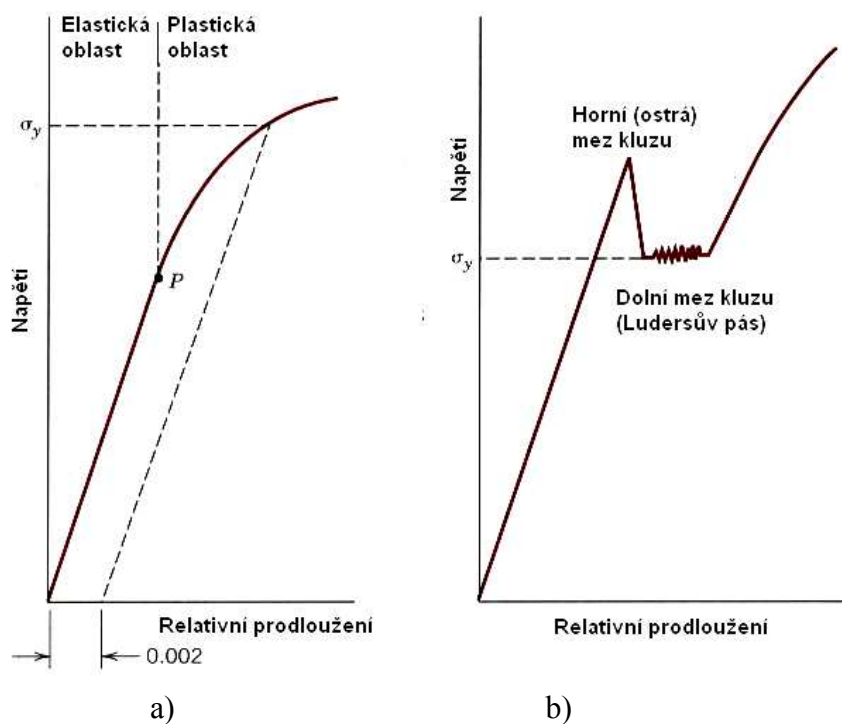 Elastická
oblast
Plastická
oblast
σy
Napětí
P
Relativní prodloužení
0.002
a)
Horní (ostrá)
mez kluzu
Napětí
σy
Dolní mez kluzu
(Ludersův pás)
Relativní prodloužení
b)